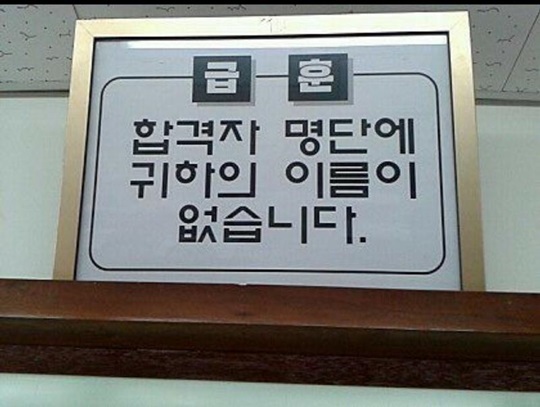 급 훈
합격자 명단에
귀하의 이름이
없습니다.